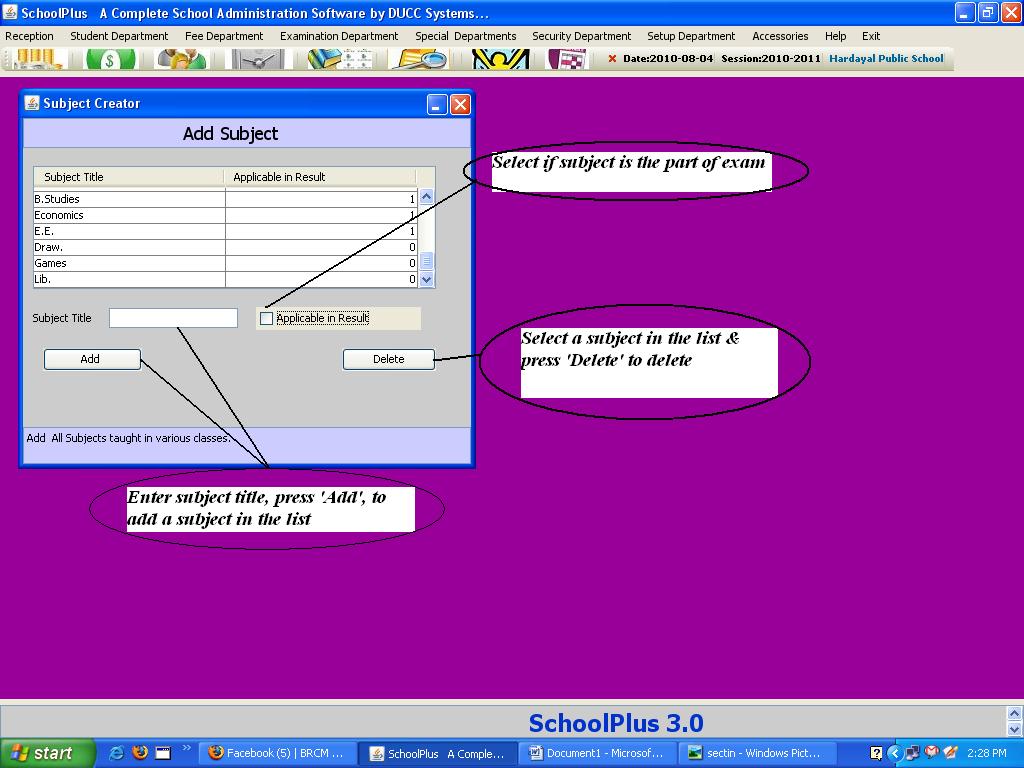 SchoolPlus A Complete School Administration Software by DUCC Systems...
Reception Student Department Fee Department Examination Department Special Departments Security Department Setup Department Accessories Help Exit
Date:2010-08-04 Session:2010-2011 Hardayal Public School
Subject Creator
Add Subject
Subject Title Applicable in Result
B.Studies 1
Economics 1
E.E. 1
Draw. 0
Games 0
Lib. 0
Subject Title Applicable in Result
Add Delete
Add All Subjects taught in various classes.
Select if subject is the part of exam
Select a subject in the list &
press 'Delete' to delete
Enter subject title, press 'Add', to
add a subject in the list
SchoolPlus 3.0
start Facebook (5) | BRCM ... SchoolPlus A Comple... Document1 - Microsof... sectin - Windows Pict... 2:28 PM